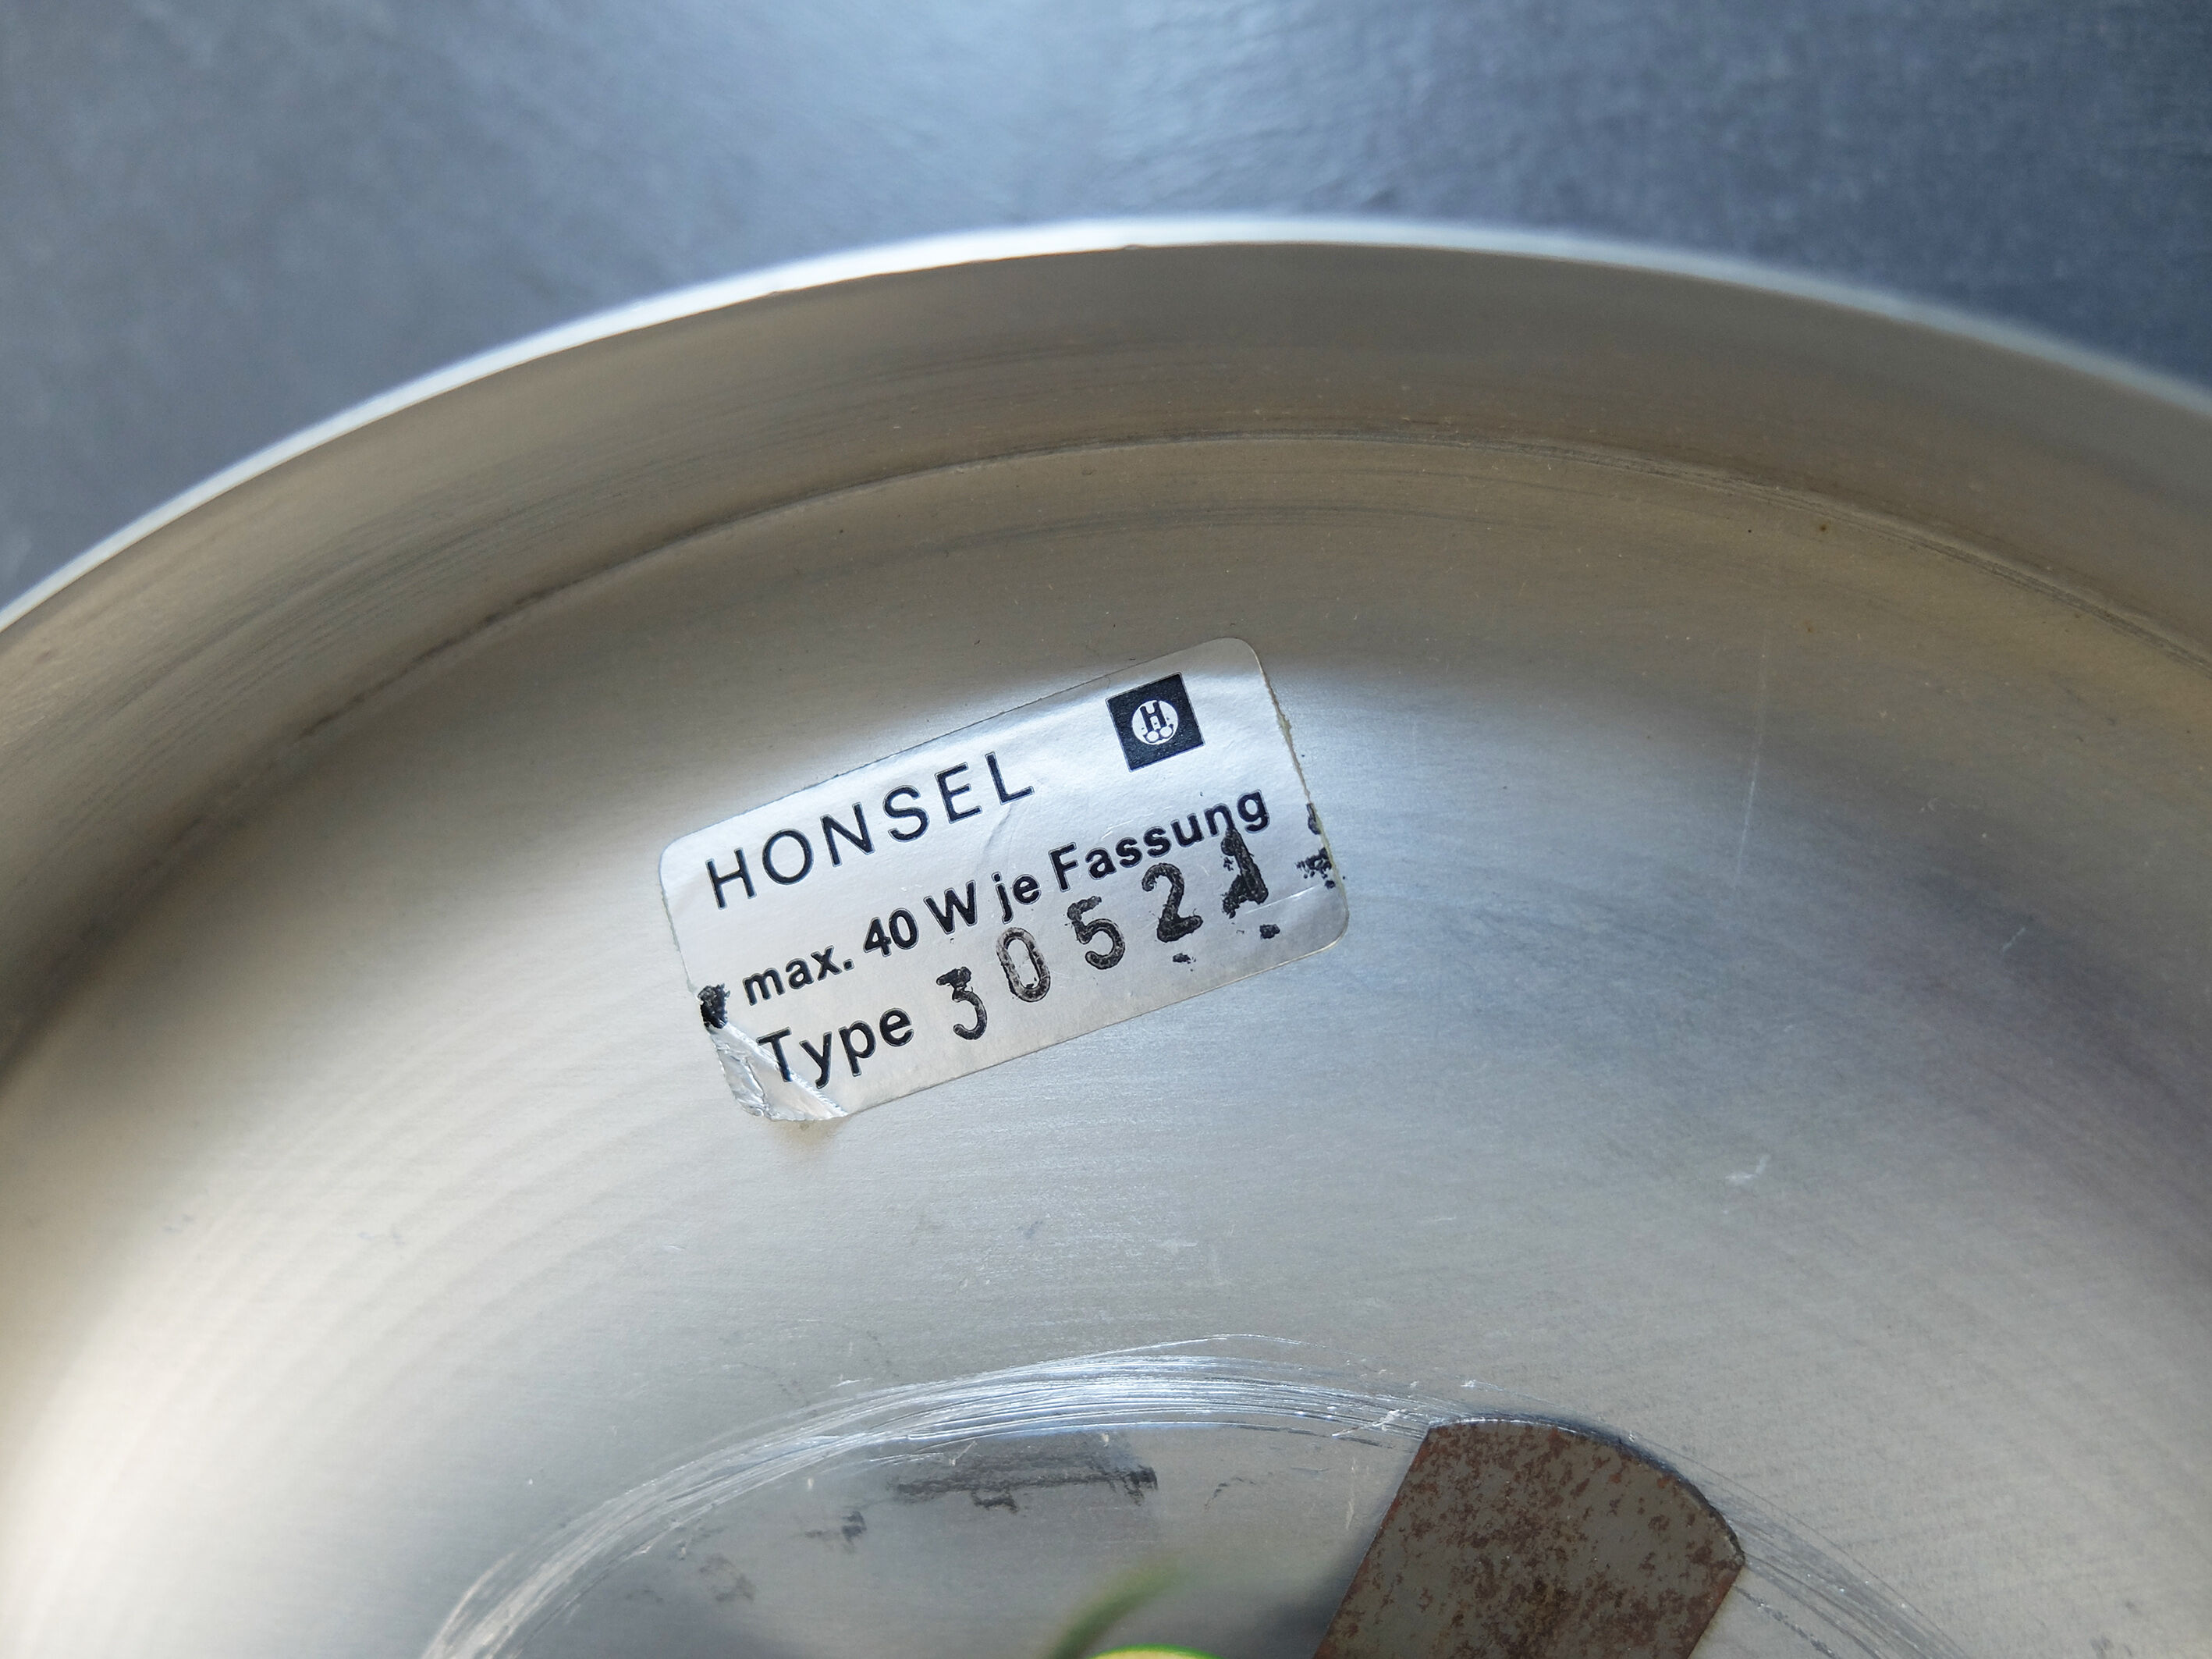 H
HONSEL
max. 40 W je Fassung
Type 30521